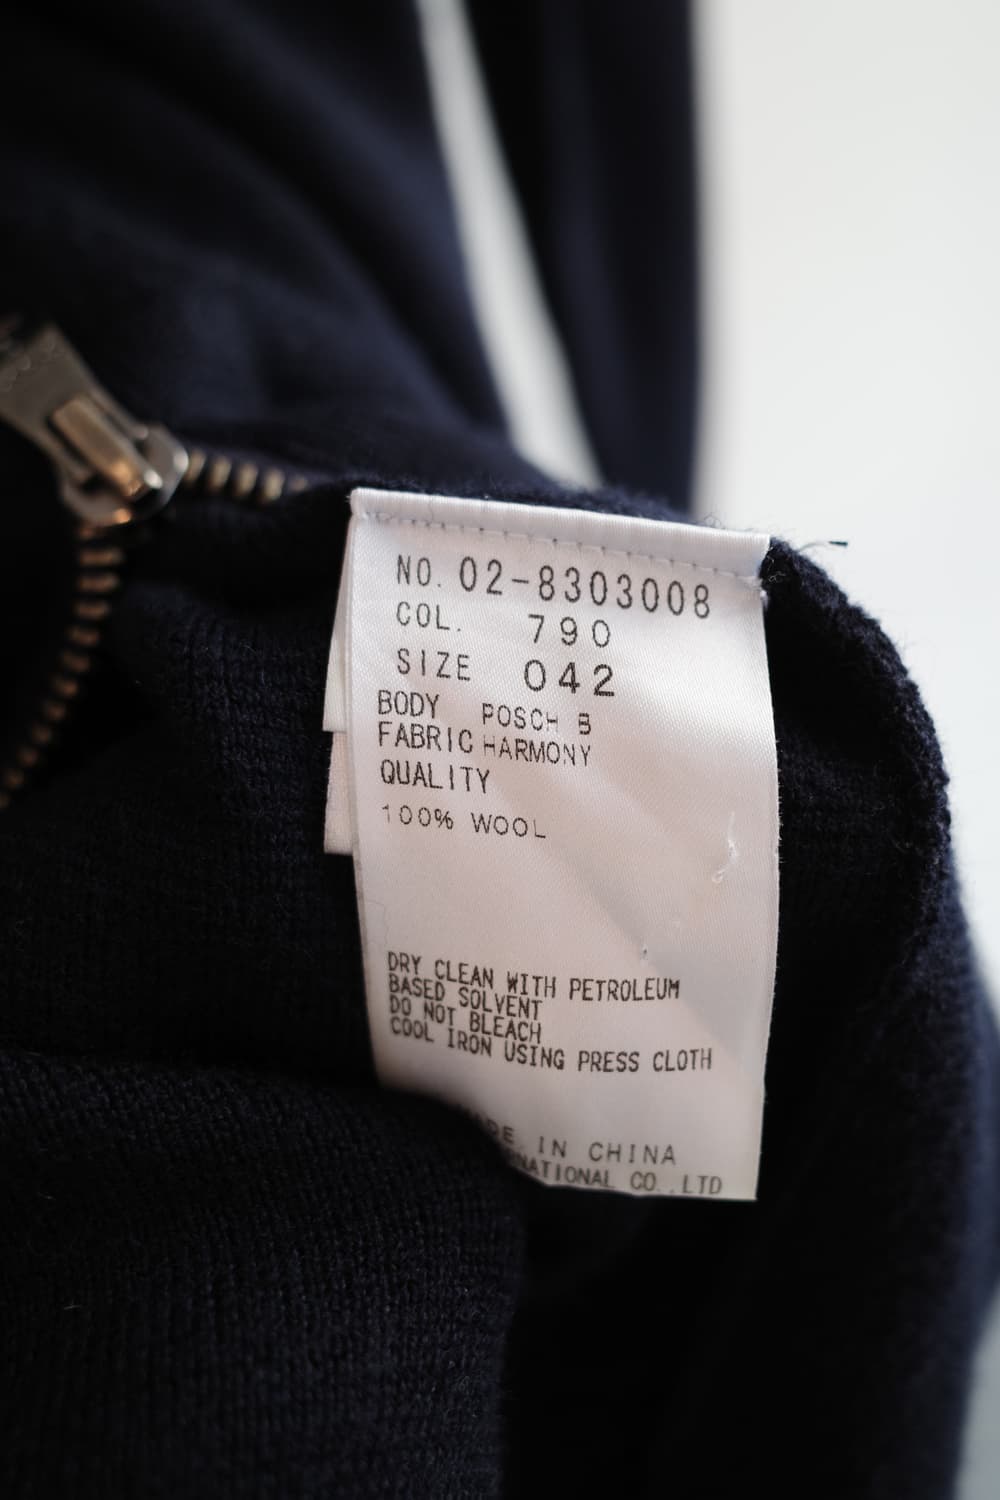 NO. 02-8303008
COL. 790
SIZE 042
BODY POSCH B
FABRIC HARMONY
QUALITY
100% WOOL
DRY CLEAN WITH PETROLEUM
BASED SOLVENT
DO NOT BLEACH
COOL IRON USING PRESS CLOTH
MADE IN CHINA
CO.,LTD